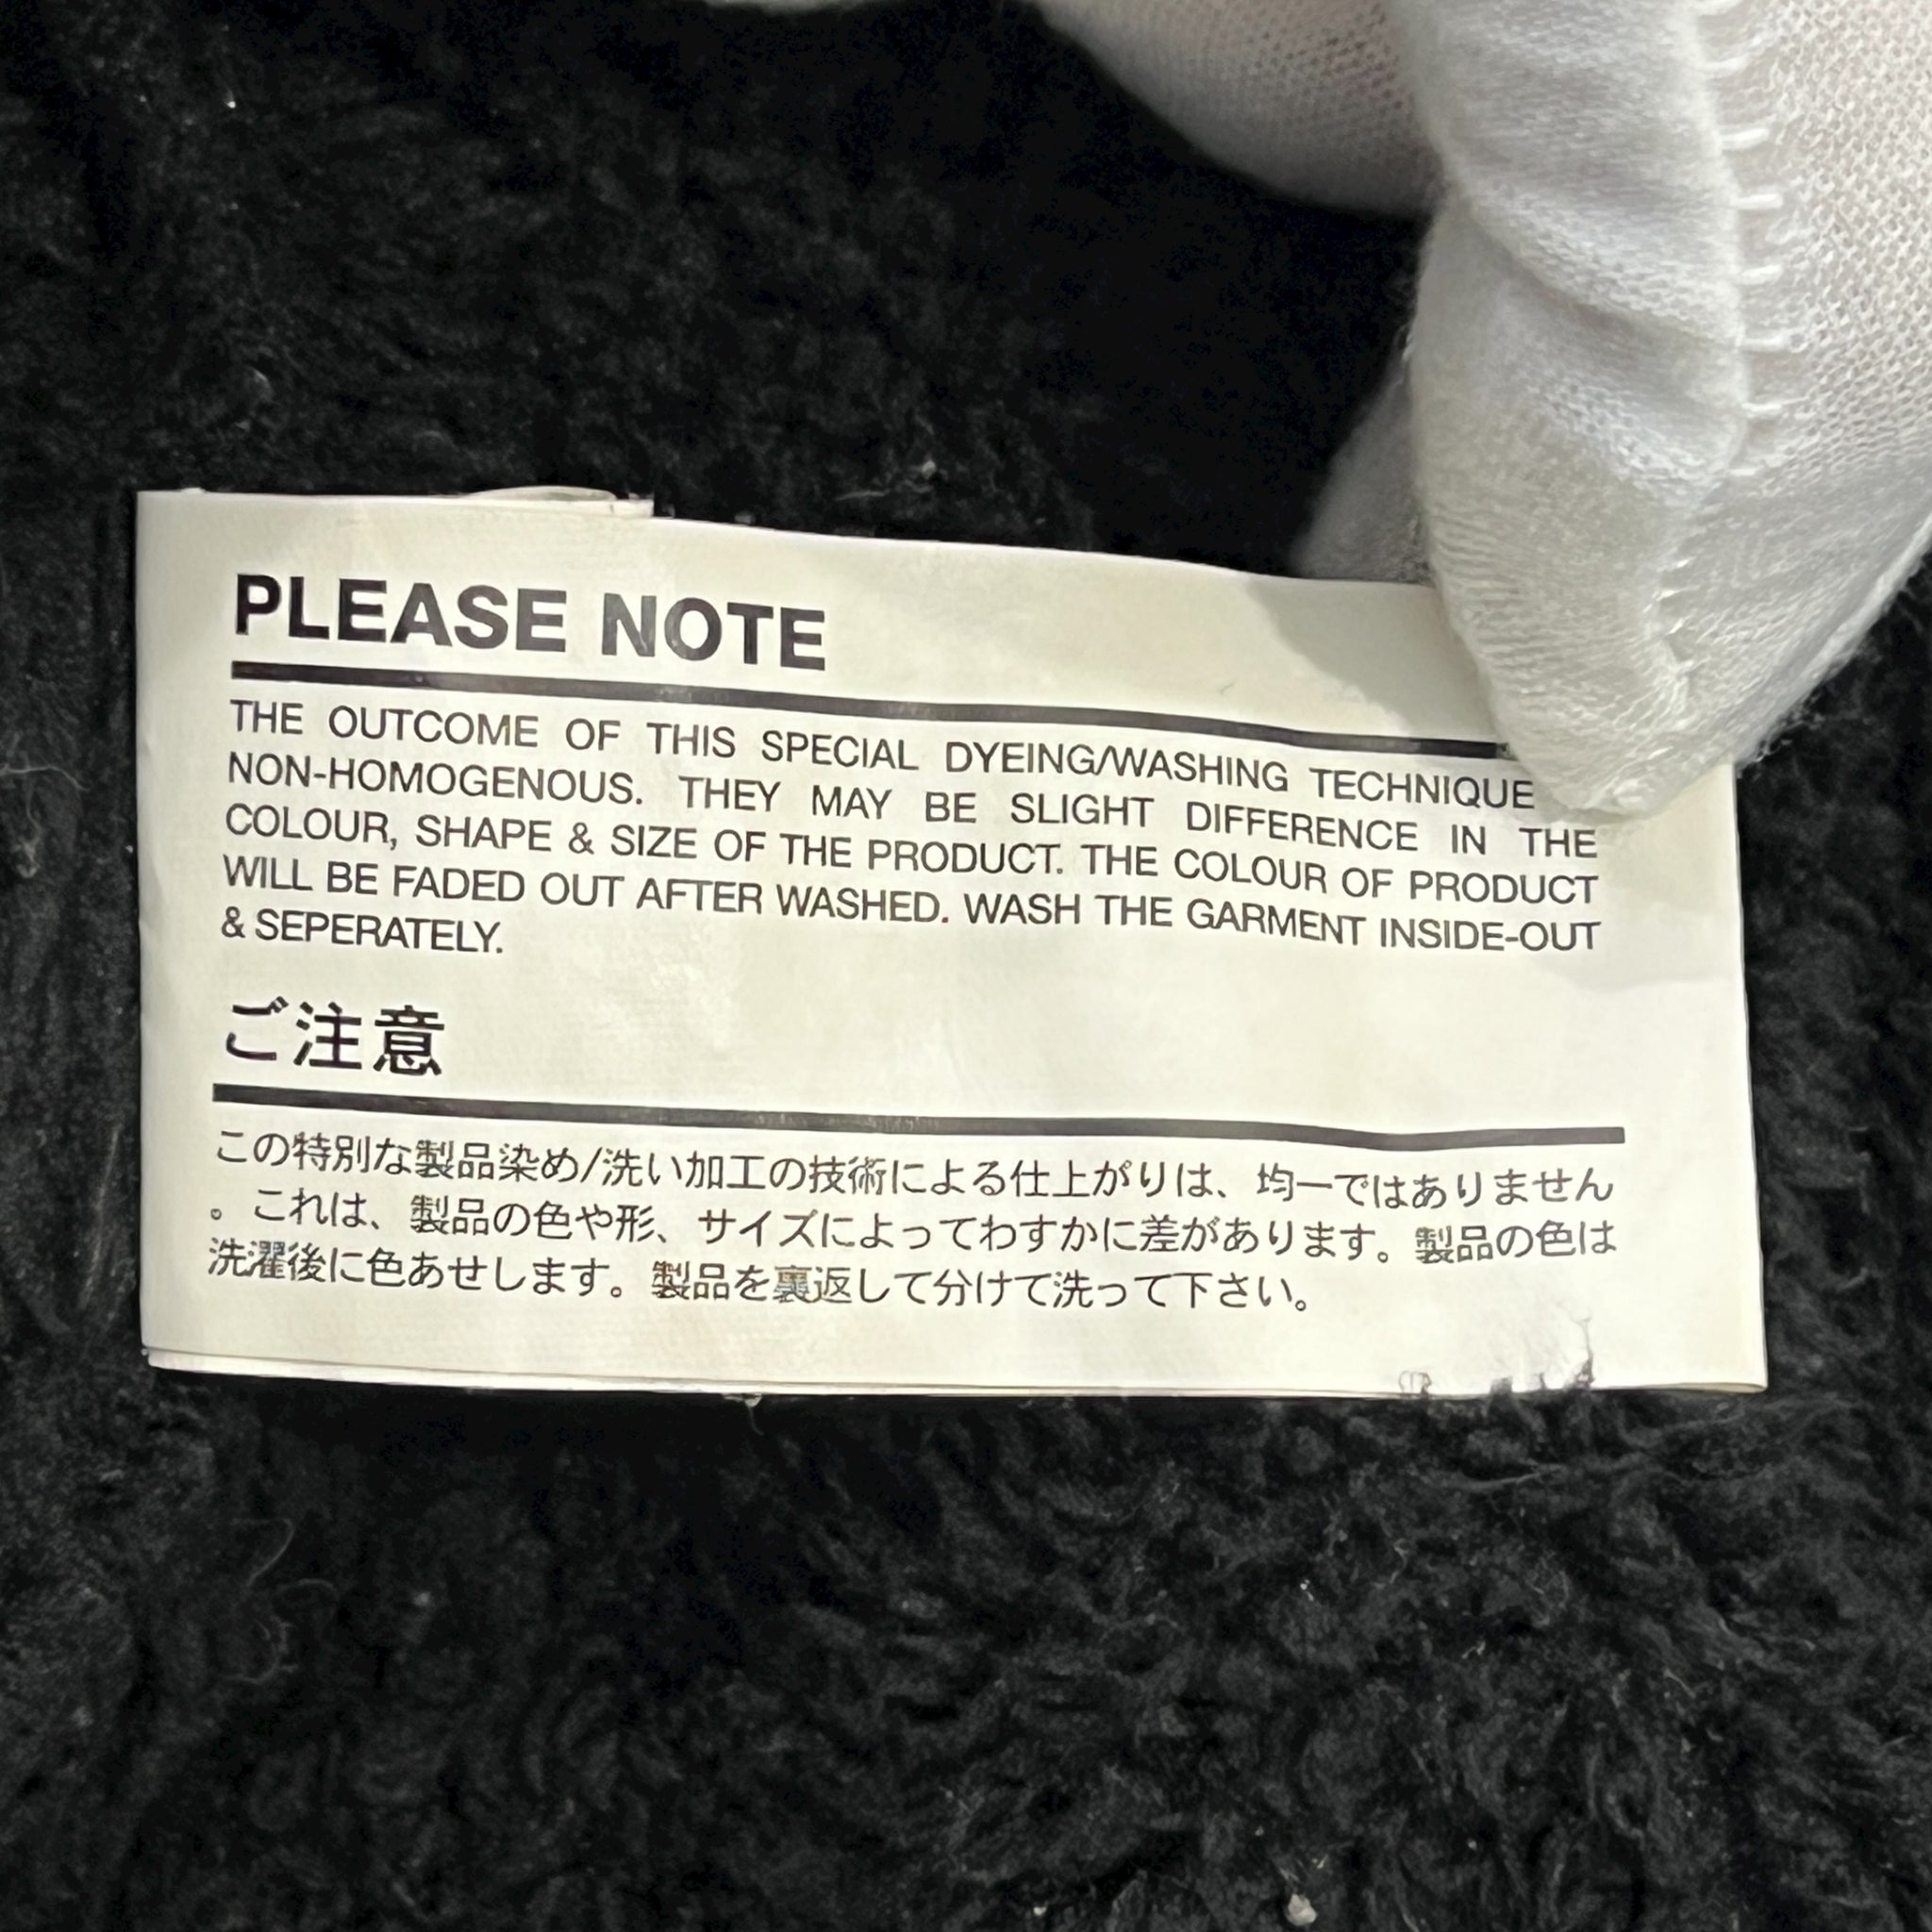 PLEASE NOTE
THE OUTCOME OF THIS SPECIAL DYEING/WASHING TECHNIQUE
NON-HOMOGENOUS. THEY MAY BE SLIGHT DIFFERENCE IN THE
COLOUR, SHAPE & SIZE OF THE PRODUCT. THE COLOUR OF PRODUCT
WILL BE FADED OUT AFTER WASHED. WASH THE GARMENT INSIDE-OUT
& SEPERATELY.
ご注意
この特別な製品染め/洗い加工の技術による仕上がりは、均一ではありません
。これは、製品の色や形、サイズによってわすかに差があります。製品の色は
洗濯後に色あせします。製品を裏返して分けて洗って下さい。